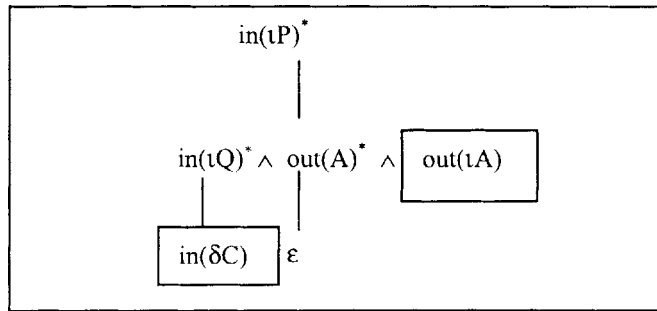 in(ιP)*
in(ιQ)* ∧ out(A)* ∧ out(ιA)
in(δC) ε